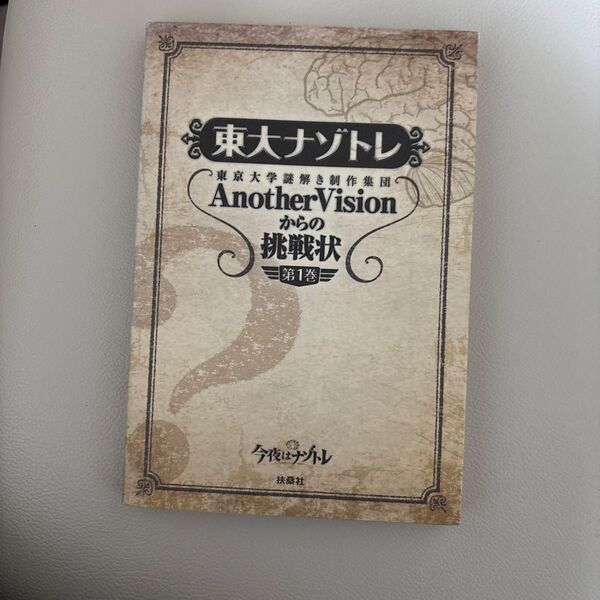 東大ナゾトレ
東京大学謎解き制作集団
AnotherVision
からの
挑戦状
第1巻
今夜はナゾトレ
扶桑社